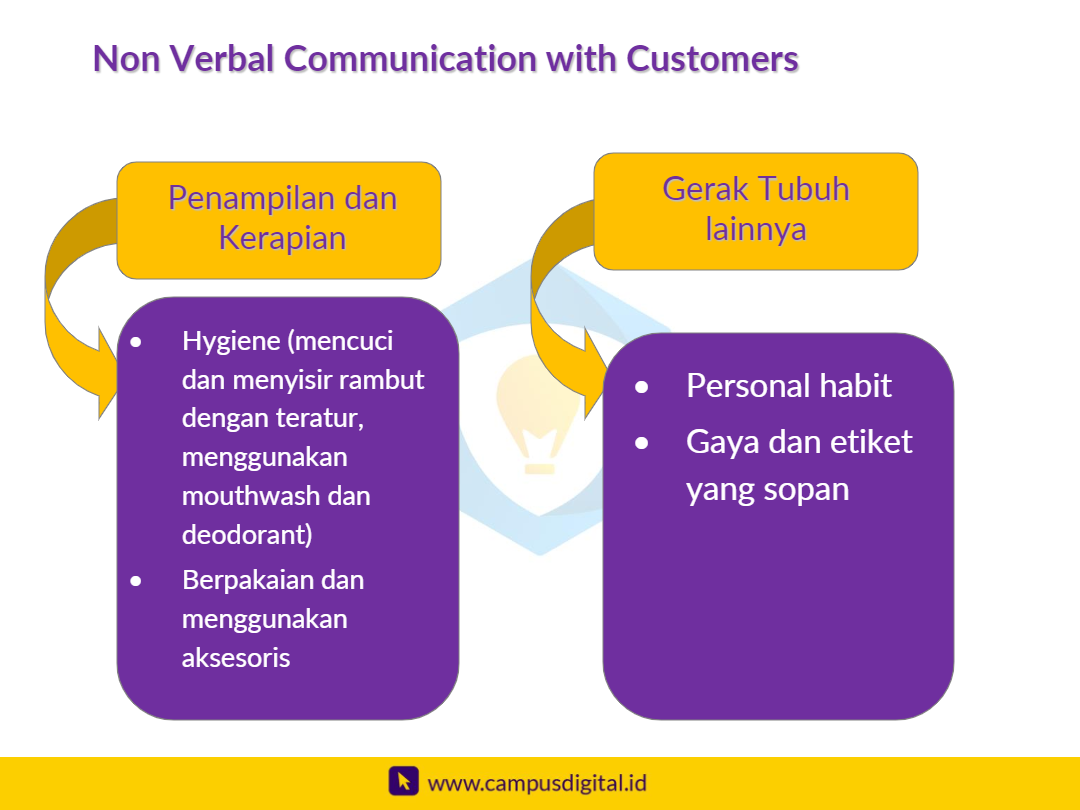 Non Verbal Communication with Customers
Penampilan dan
Kerapian
• Hygiene (mencuci
dan menyisir rambut
dengan teratur,
menggunakan
mouthwash dan
deodorant)
• Berpakaian dan
menggunakan
aksesoris
Gerak Tubuh
lainnya
• Personal habit
• Gaya dan etiket
yang sopan
www.campusdigital.id